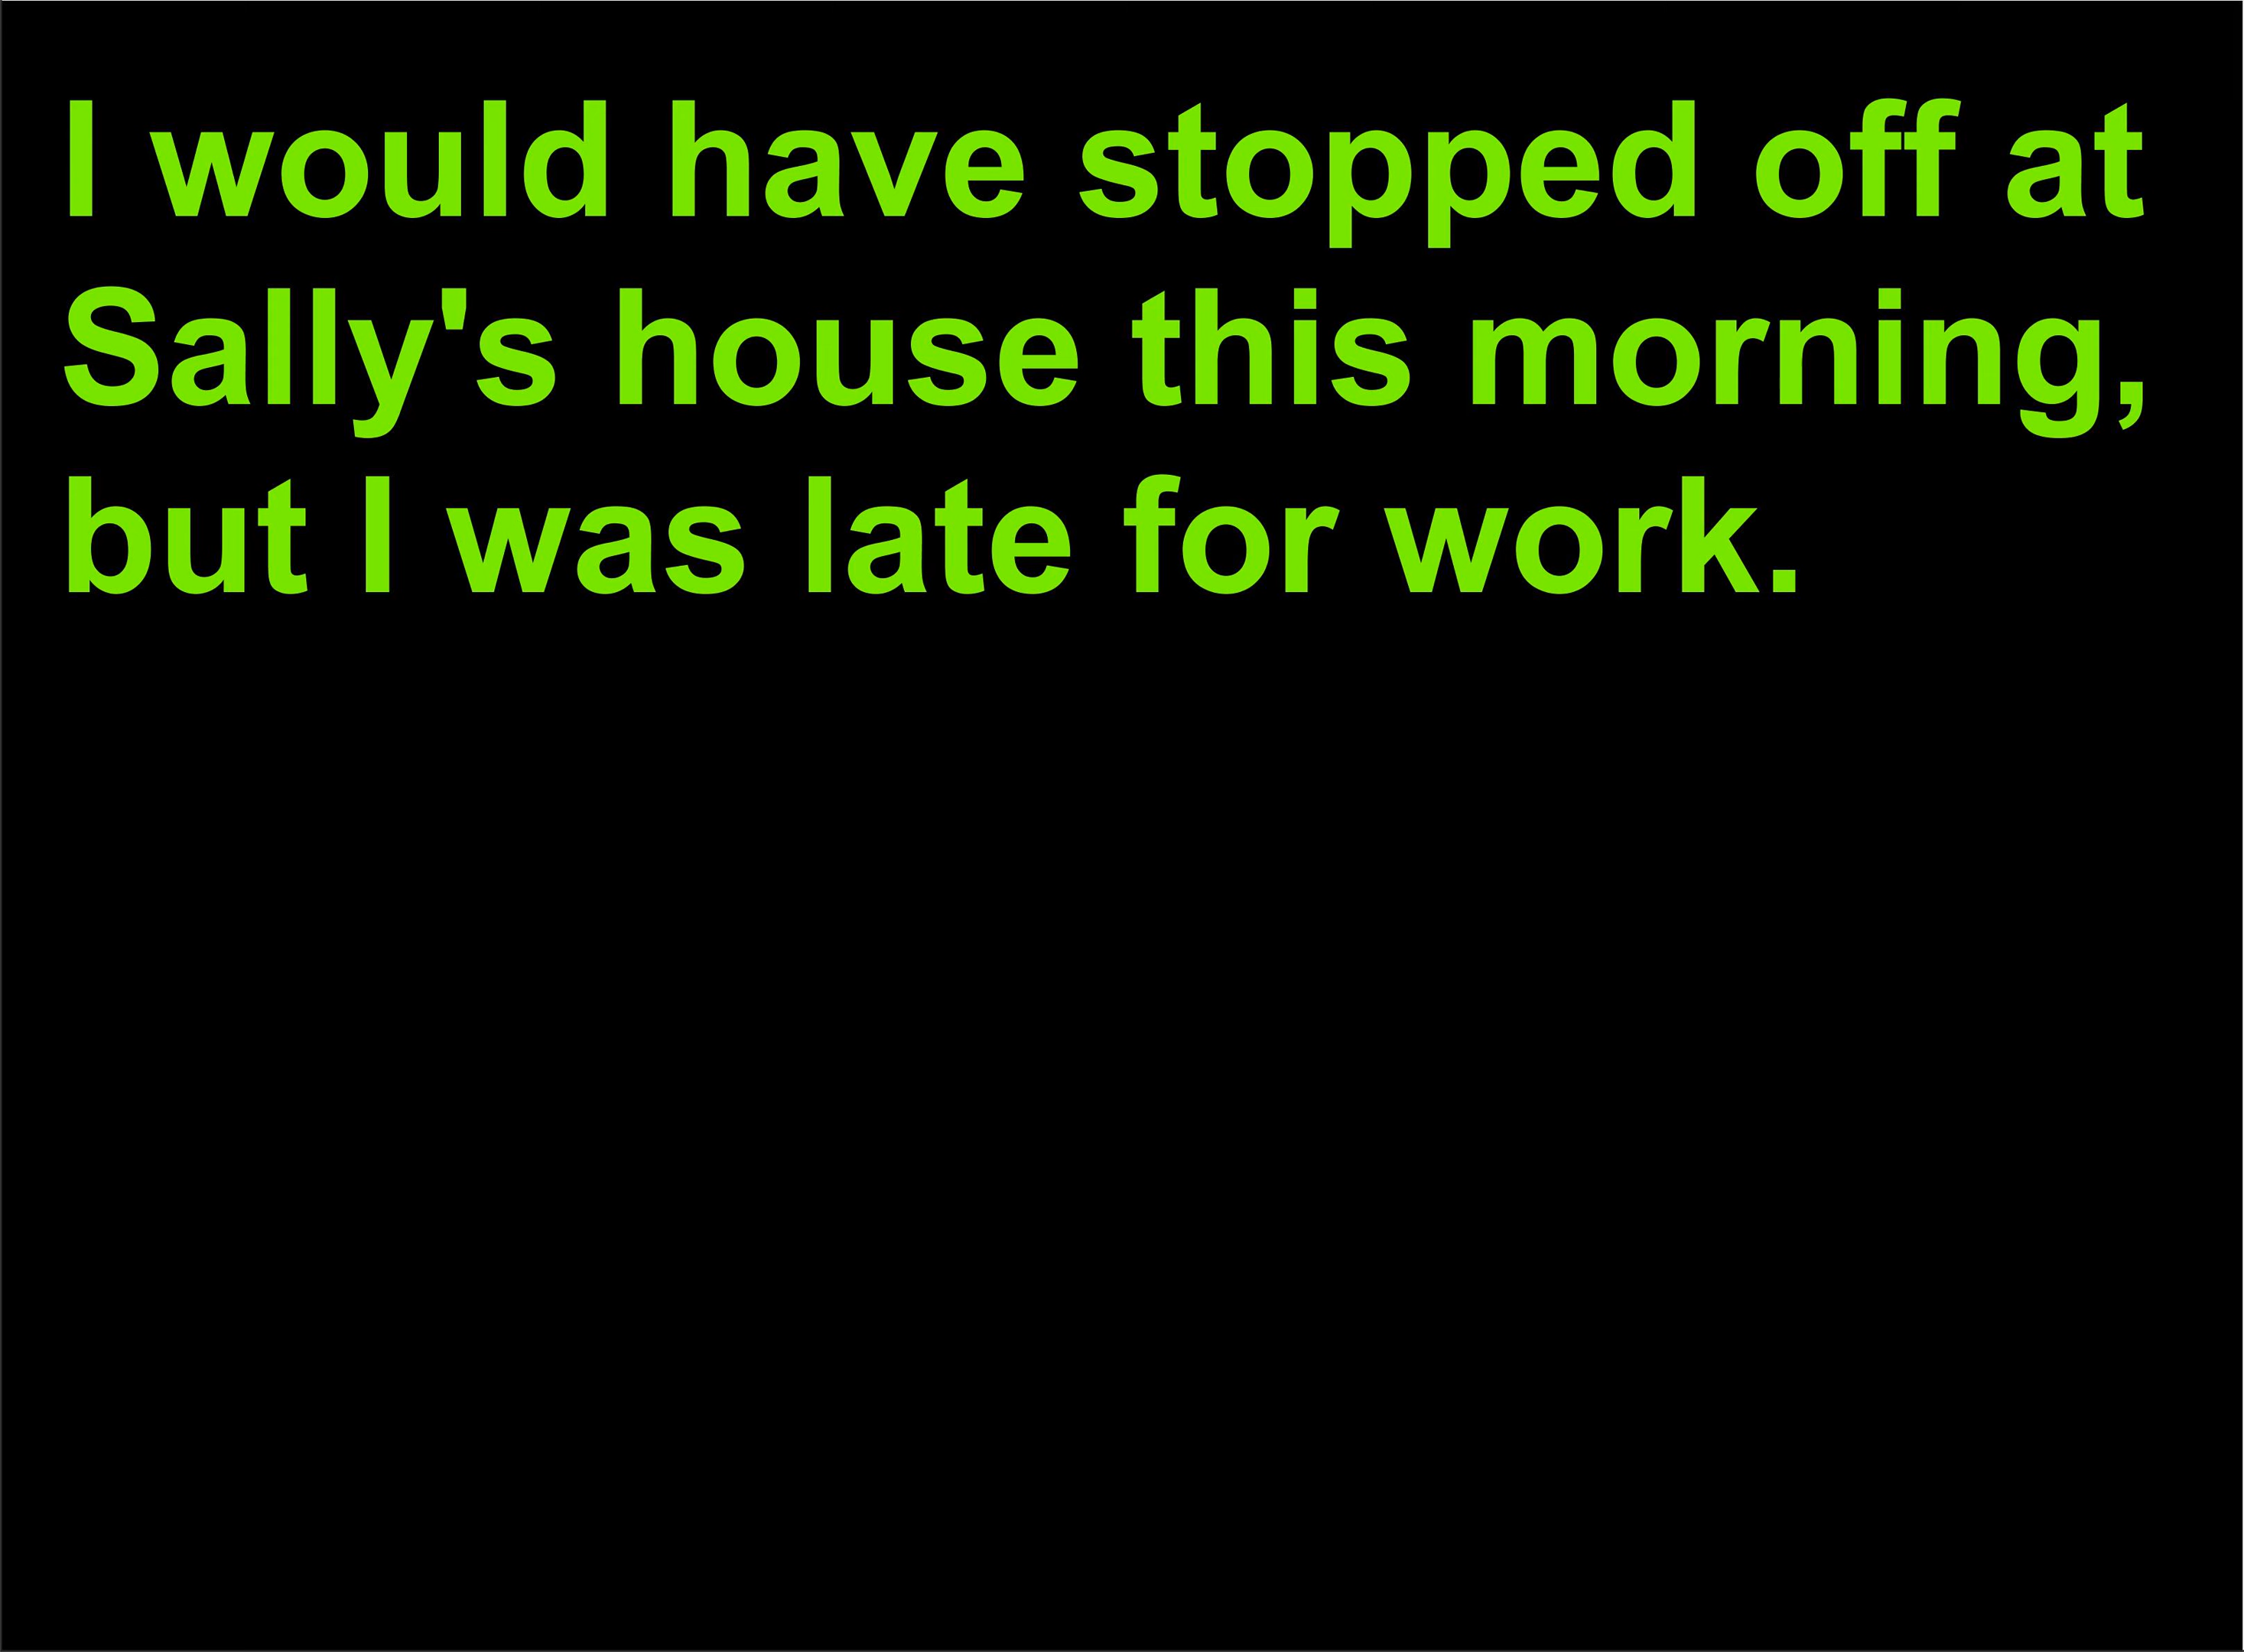 I would have stopped off at
Sally's house this morning,
but I was late for work.